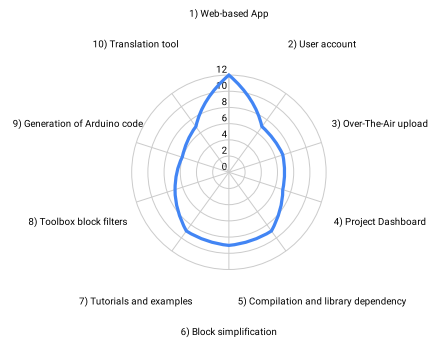 1) Web-based App
10) Translation tool
2) User account
12
10
8
6
4
2
0
9) Generation of Arduino code
3) Over-The-Air upload
8) Toolbox block filters
4) Project Dashboard
7) Tutorials and examples
5) Compilation and library dependency
6) Block simplification